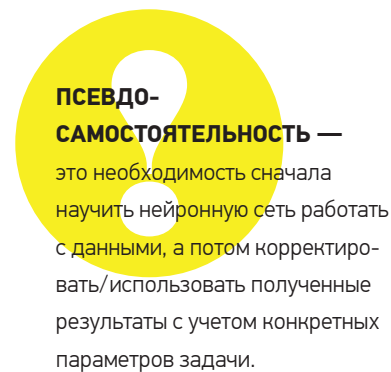 ПСЕВДО-
САМОСТОЯТЕЛЬНОСТЬ —
это необходимость сначала
научить нейронную сеть работать
с данными, а потом корректиро-
вать/использовать полученные
результаты с учетом конкретных
параметров задачи.